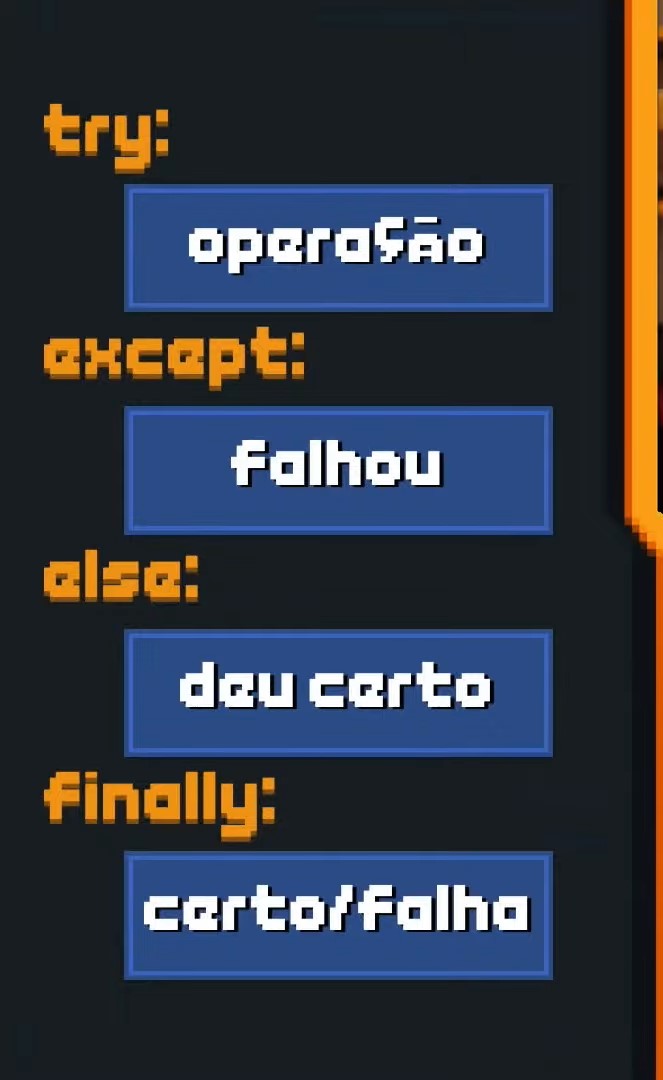 try:
operação
except:
falhou
else:
deu certo
finally:
certo/falha